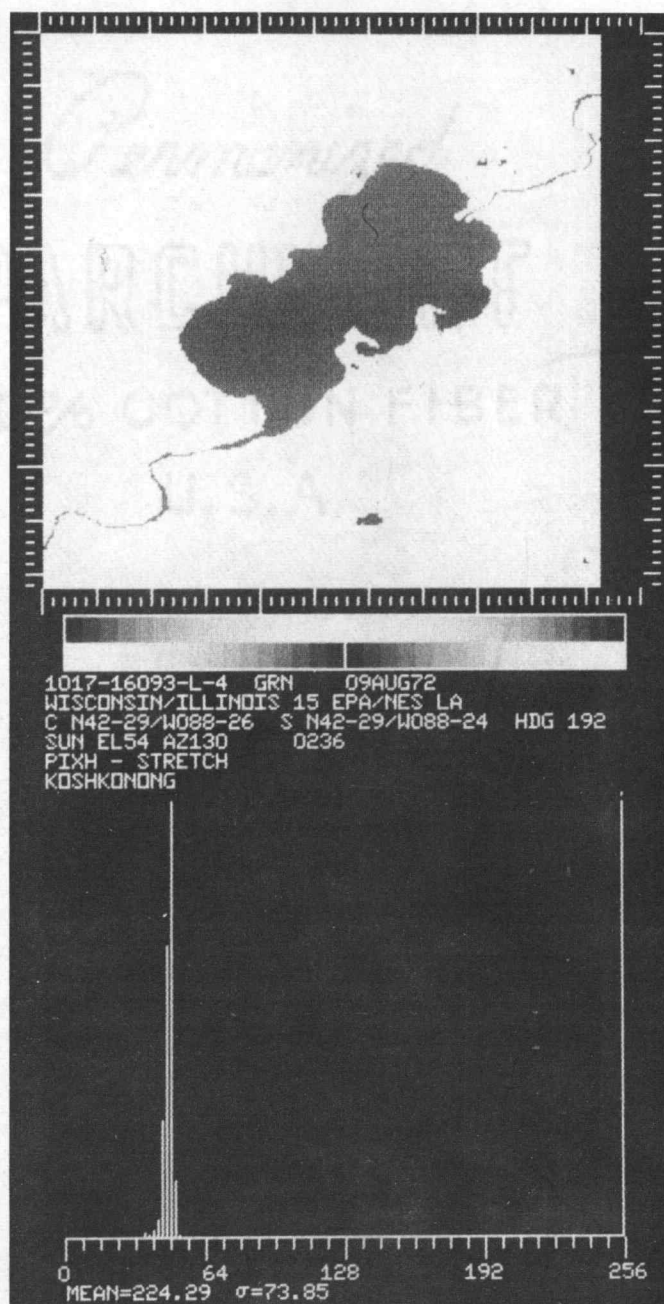 COTTON FIBER
U.S.A.
1017-16093-L-4 GRN 09AUG72
WISCONSIN/ILLINOIS 15 EPA/NES LA
C N42-29/W088-26 S N42-29/W088-24 HDG 192
SUN EL54 AZ130 0236
PIXH - STRETCH
KOSHKONONG
0 64 128 192 256
MEAN=224.29 σ=73.85